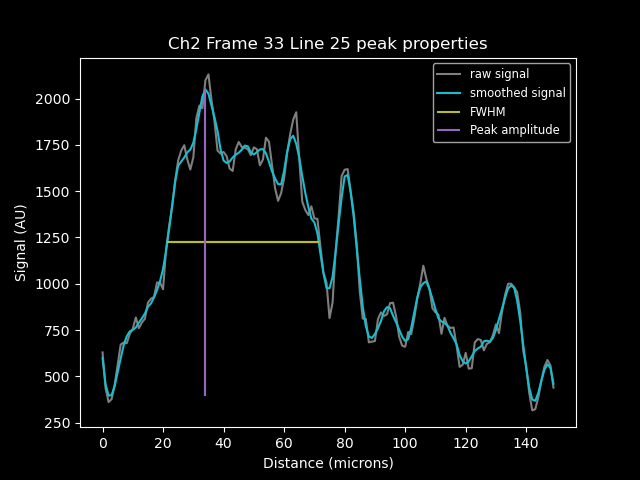 Ch2 Frame 33 Line 25 peak properties
raw signal
smoothed signal
FWHM
Peak amplitude
Signal (AU)
2000
1750
1500
1250
1000
750
500
250
0 20 40 60 80 100 120 140
Distance (microns)